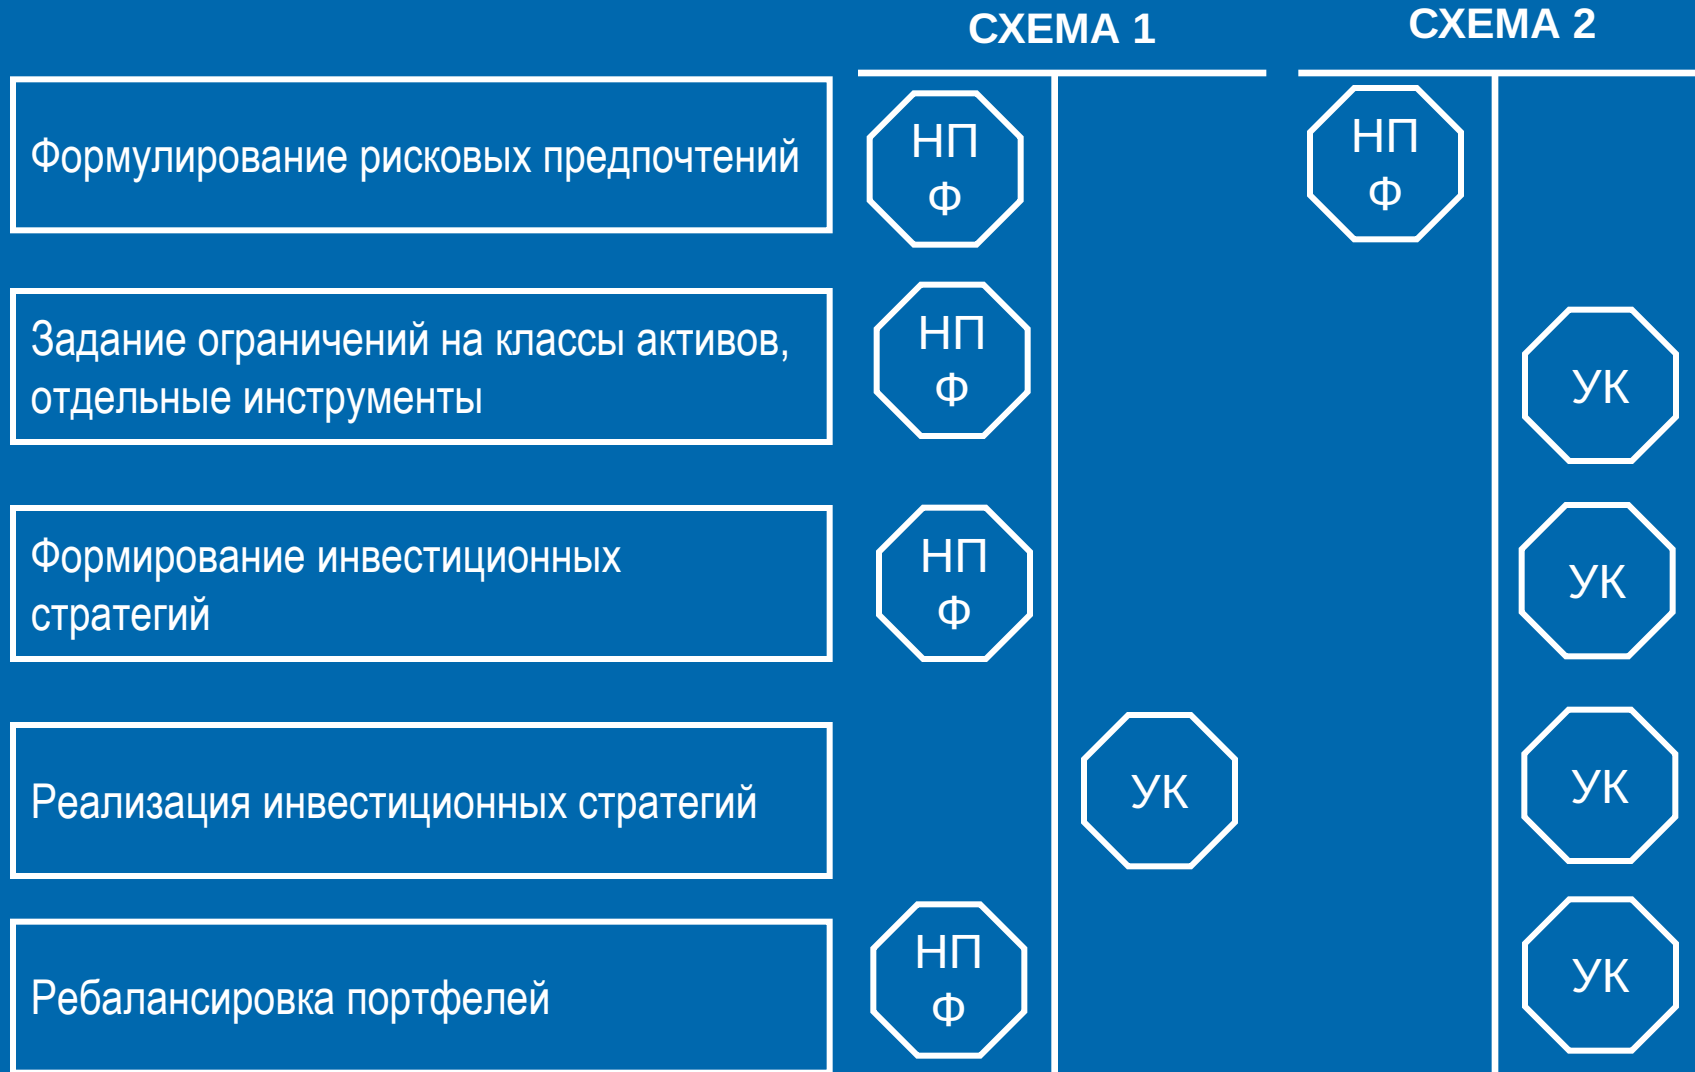 СХЕМА 1
СХЕМА 2
Формулирование рисковых предпочтений
НП
Ф
НП
Ф
Задание ограничений на классы активов,
отдельные инструменты
НП
Ф
УК
Формирование инвестиционных
стратегий
НП
Ф
УК
Реализация инвестиционных стратегий
УК
УК
Ребалансировка портфелей
НП
Ф
УК